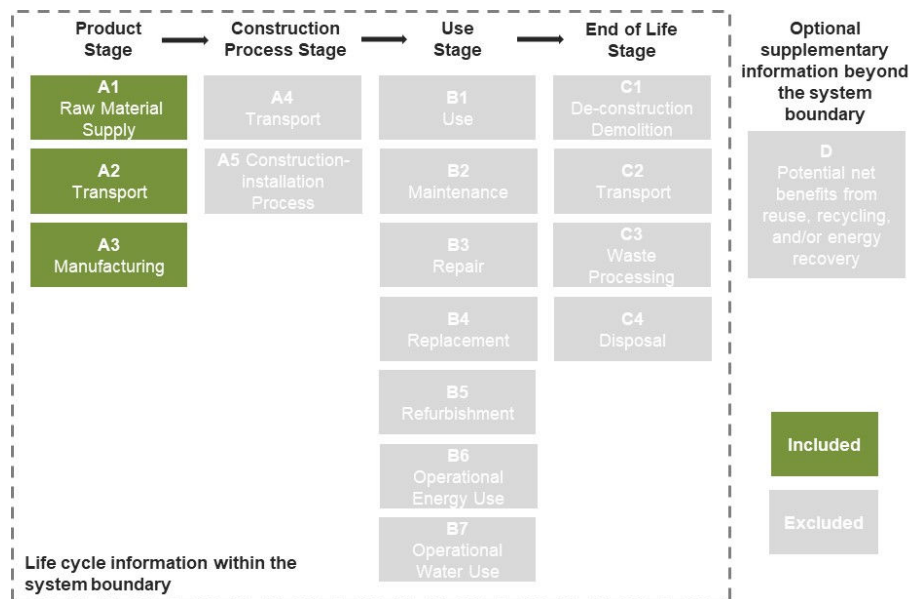 Product
Stage
Construction
Process Stage
Use
Stage
End of Life
Stage
Optional
supplementary
information beyond
the system
boundary
A1
Raw Material
Supply
A2
Transport
A3
Manufacturing
A4
Transport
A5 Construction-
installation
Process
B1
Use
B2
Maintenance
B3
Repair
B4
Replacement
B5
Refurbishment
B6
Operational
Energy Use
B7
Operational
Water Use
C1
De-construction
Demolition
C2
Transport
C3
Waste
Processing
C4
Disposal
D
Potential net
benefits from
reuse, recycling,
and/or energy
recovery
Included
Excluded
Life cycle information within the
system boundary